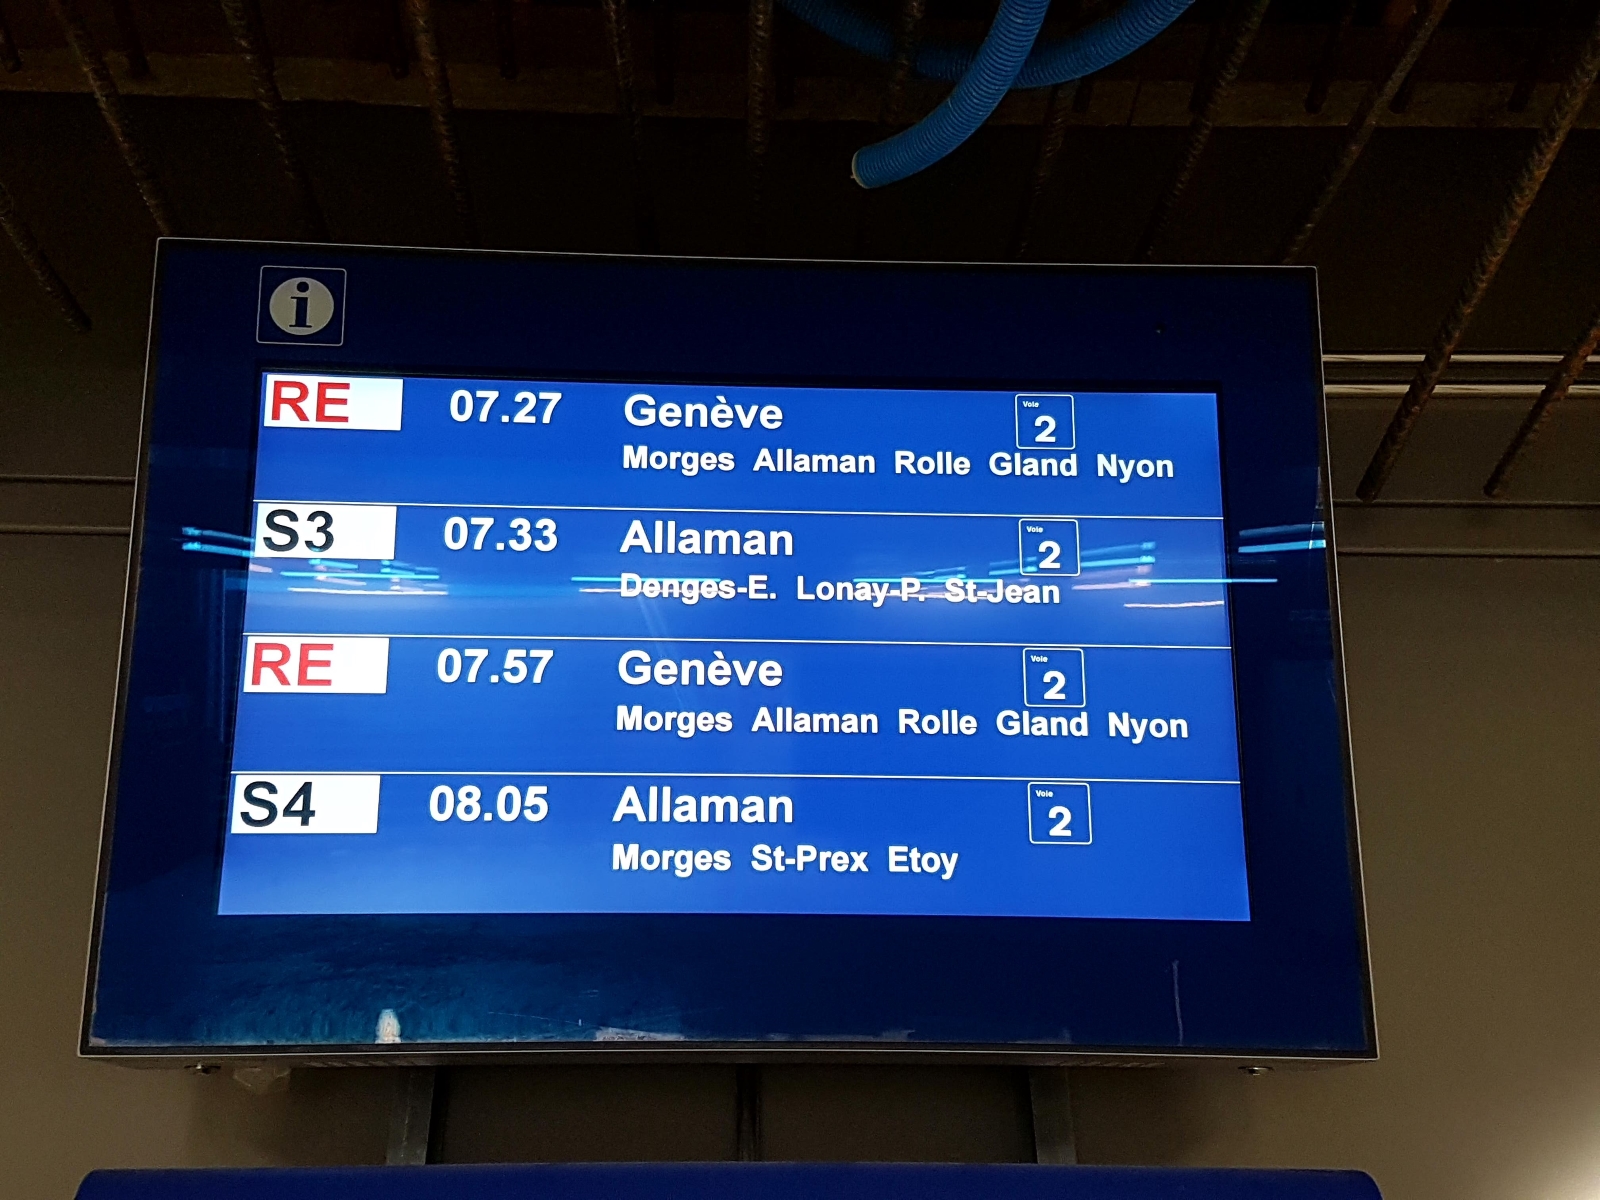 i
RE 07.27 Genève Voie 2
Morges Allaman Rolle Gland Nyon
S3 07.33 Allaman Voie 2
Denges-E. Lonay-P. St-Jean
RE 07.57 Genève Voie 2
Morges Allaman Rolle Gland Nyon
S4 08.05 Allaman Voie 2
Morges St-Prex Etoy